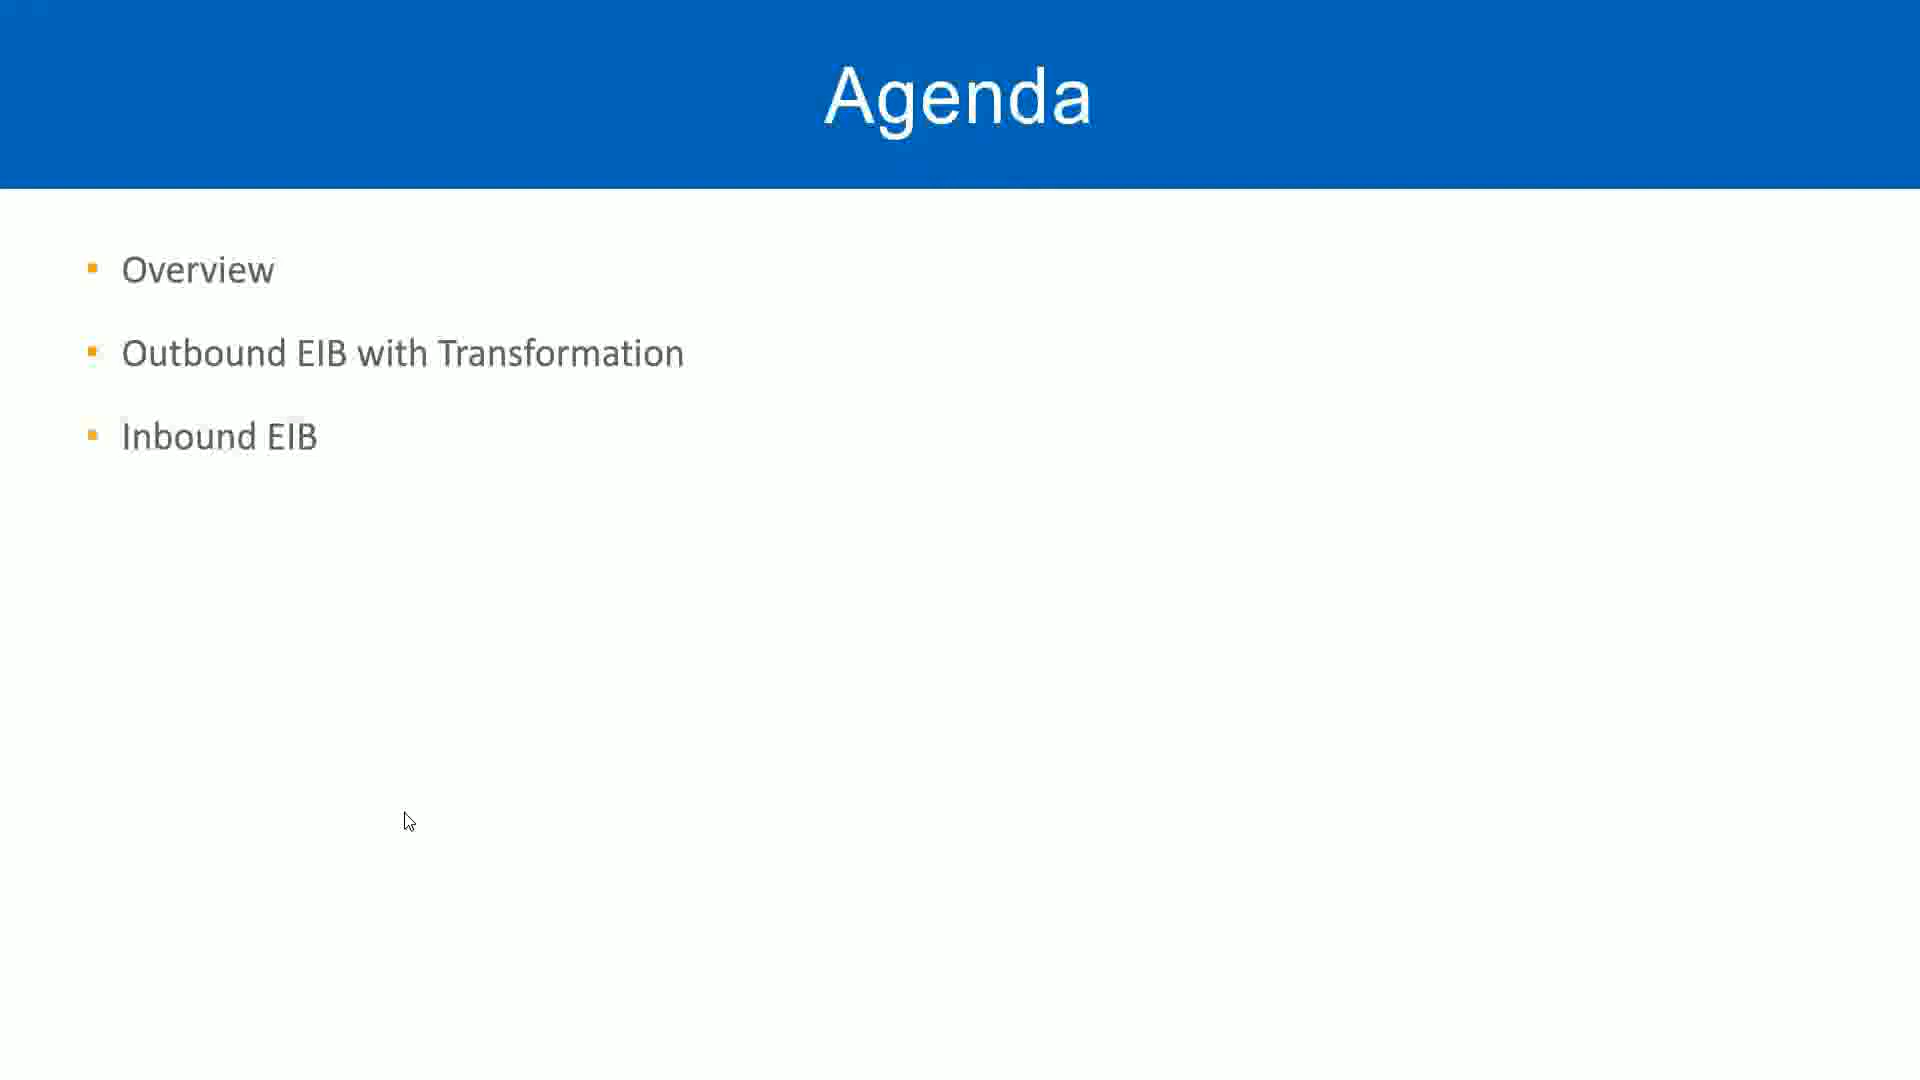 Agenda
▪ Overview
▪ Outbound EIB with Transformation
▪ Inbound EIB